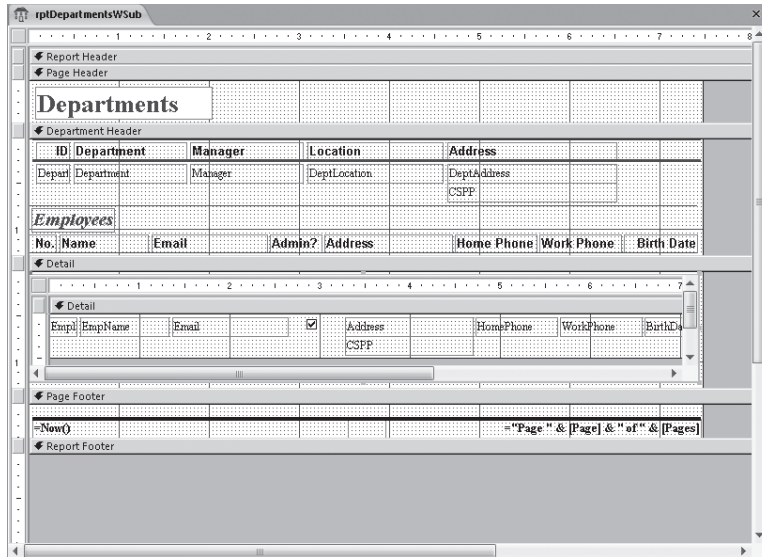 rptDepartmentsWSub
1 2 3 4 5 6 7 8
Report Header
Page Header
Departments
Department Header
ID Department Manager Location Address
Depart Department Manager DeptLocation DeptAddress
CSPP
Employees
1
No. Name Email Admin? Address Home Phone Work Phone Birth Date
Detail
1 2 3 4 5 6 7
Detail
Empl EmpName Email Address HomePhone WorkPhone BirthDa
CSPP
1
Page Footer
=Now() ="Page " & [Page] & " of " & [Pages]
Report Footer